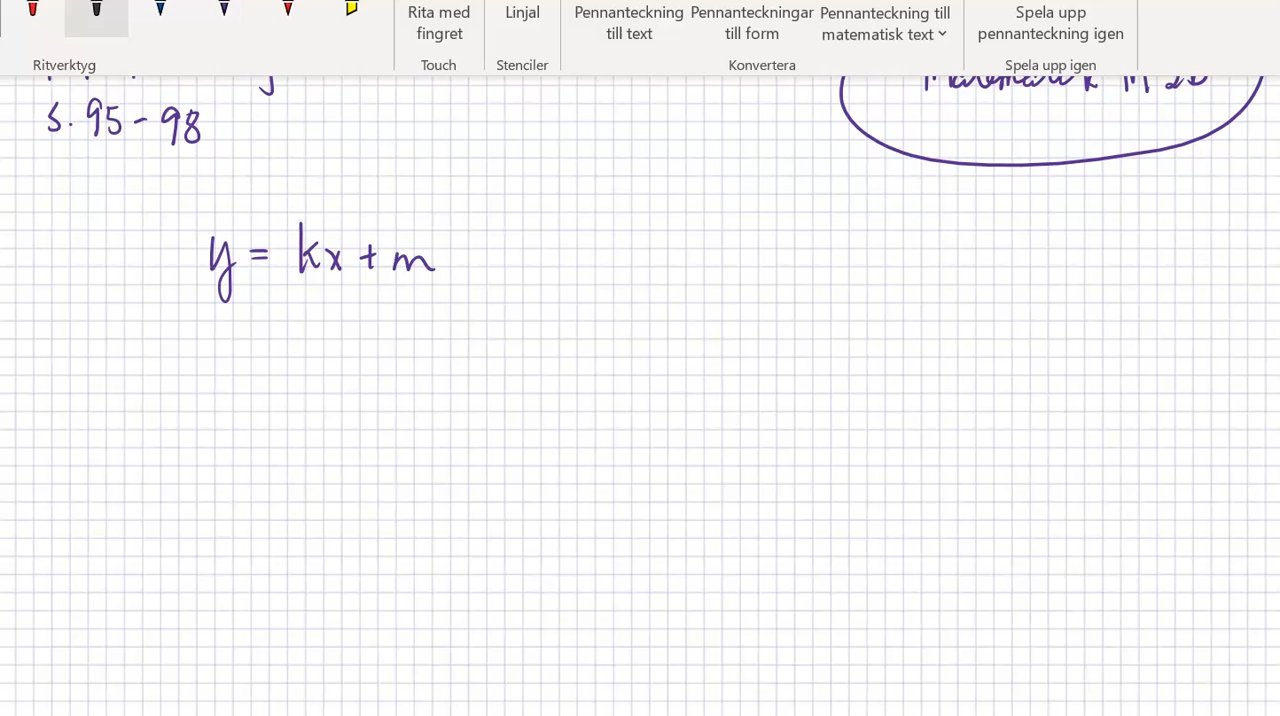 Rita med fingret
Linjal
Pennanteckning till text
Pennanteckningar till form
Pennanteckning till matematisk text
Spela upp pennanteckning igen
Ritverktyg
Touch
Stenciler
Konvertera
Spela upp igen
s. 95-98
y = kx + m